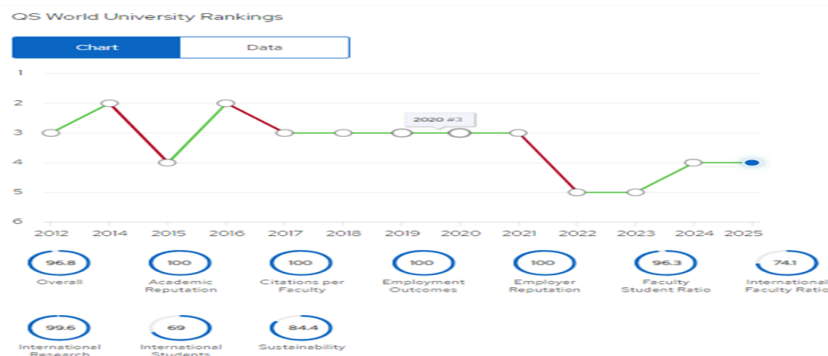 QS World University Rankings
Chart Data
1
2
2020 #3
3
4
5
6
2012 2014 2015 2016 2017 2018 2019 2020 2021 2022 2023 2024 2025
96.8 100 100 100 100 96.3 74.1
Overall Academic Citations per Employment Employer Faculty International
Reputation Faculty Outcomes Reputation Student Ratio Faculty Ratio
99.6 69 84.4
International International Sustainability
Research Students